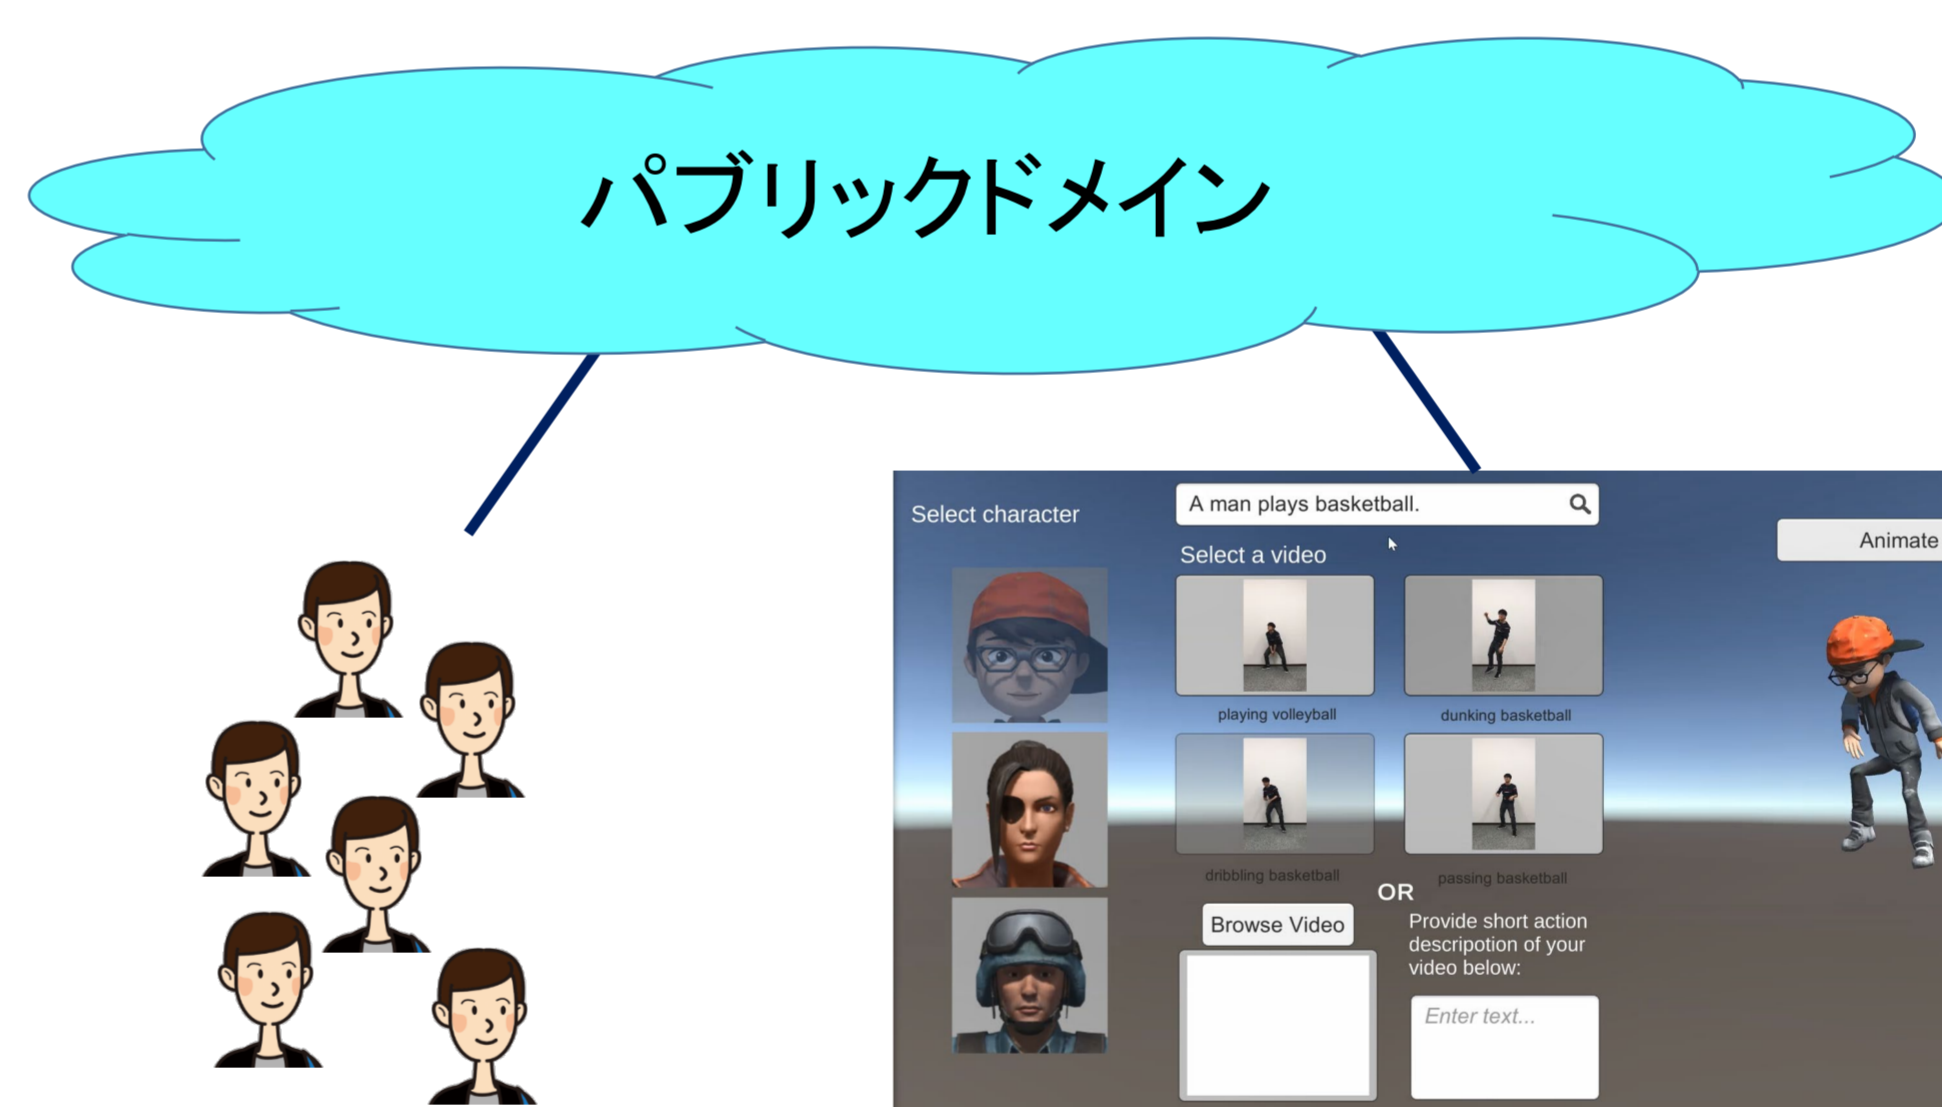 パブリックドメイン
Select character
A man plays basketball.
Select a video
Animate
playing volleyball
dunking basketball
dribbling basketball
passing basketball
OR
Browse Video
Provide short action
descripotion of your
video below:
Enter text...